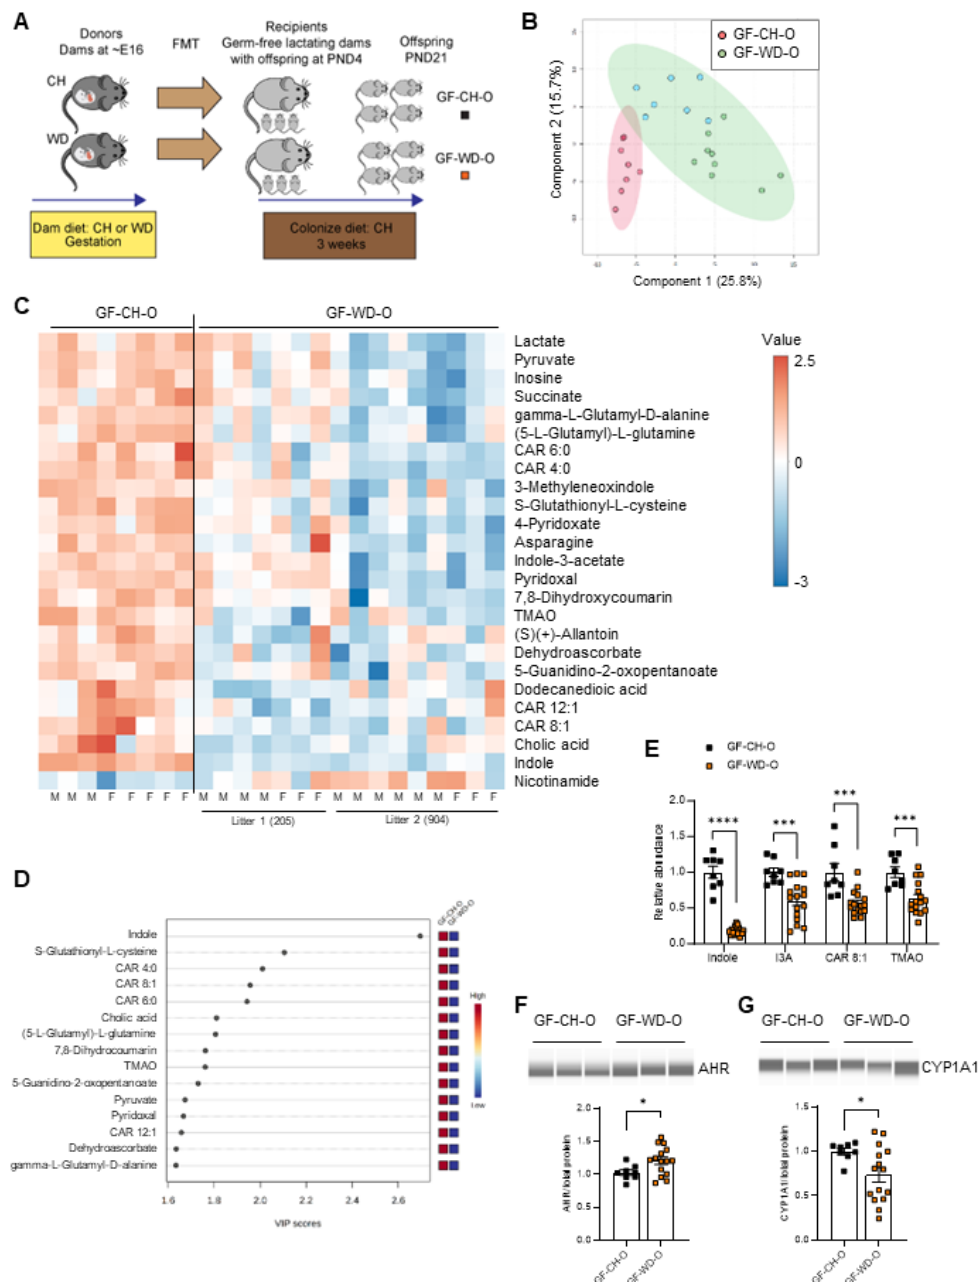 A
Donors
Dams at ~E16
FMT
Recipients
Germ-free lactating dams
with offspring at PND4
Offspring
PND21
CH
GF-CH-O
WD
GF-WD-O
Dam diet: CH or WD
Gestation
Colonize diet: CH
3 weeks
B
GF-CH-O
GF-WD-O
Component 2 (15.7%)
Component 1 (25.8%)
C
GF-CH-O
GF-WD-O
Lactate
Pyruvate
Inosine
Succinate
gamma-L-Glutamyl-D-alanine
(5-L-Glutamyl)-L-glutamine
CAR 6:0
CAR 4:0
3-Methyleneoxindole
S-Glutathionyl-L-cysteine
4-Pyridoxate
Asparagine
Indole-3-acetate
Pyridoxal
7,8-Dihydroxycoumarin
TMAO
(S)(+)-Allantoin
Dehydroascorbate
5-Guanidino-2-oxopentanoate
Dodecanedioic acid
CAR 12:1
CAR 8:1
Cholic acid
Indole
Nicotinamide
Value
2.5
0
-3
M M M F F F F F M M M M F F F M M M M M M F F F
Litter 1 (205)
Litter 2 (904)
D
GF-CH-O
GF-WD-O
Indole
S-Glutathionyl-L-cysteine
CAR 4:0
CAR 8:1
CAR 6:0
Cholic acid
(5-L-Glutamyl)-L-glutamine
7,8-Dihydrocoumarin
TMAO
5-Guanidino-2-oxopentanoate
Pyruvate
Pyridoxal
CAR 12:1
Dehydroascorbate
gamma-L-Glutamyl-D-alanine
High
Low
1.6 1.8 2.0 2.2 2.4 2.6
VIP scores
E
GF-CH-O
GF-WD-O
Relative abundance
2.0
1.5
1.0
0.5
0.0
**** *** *** ***
Indole I3A CAR 8:1 TMAO
F
GF-CH-O GF-WD-O
AHR
AHR/total protein
2.0
1.5
1.0
0.5
0.0
*
GF-CH-O
GF-WD-O
G
GF-CH-O GF-WD-O
CYP1A1
CYP1A1/total protein
1.5
1.0
0.5
0.0
*
GF-CH-O
GF-WD-O